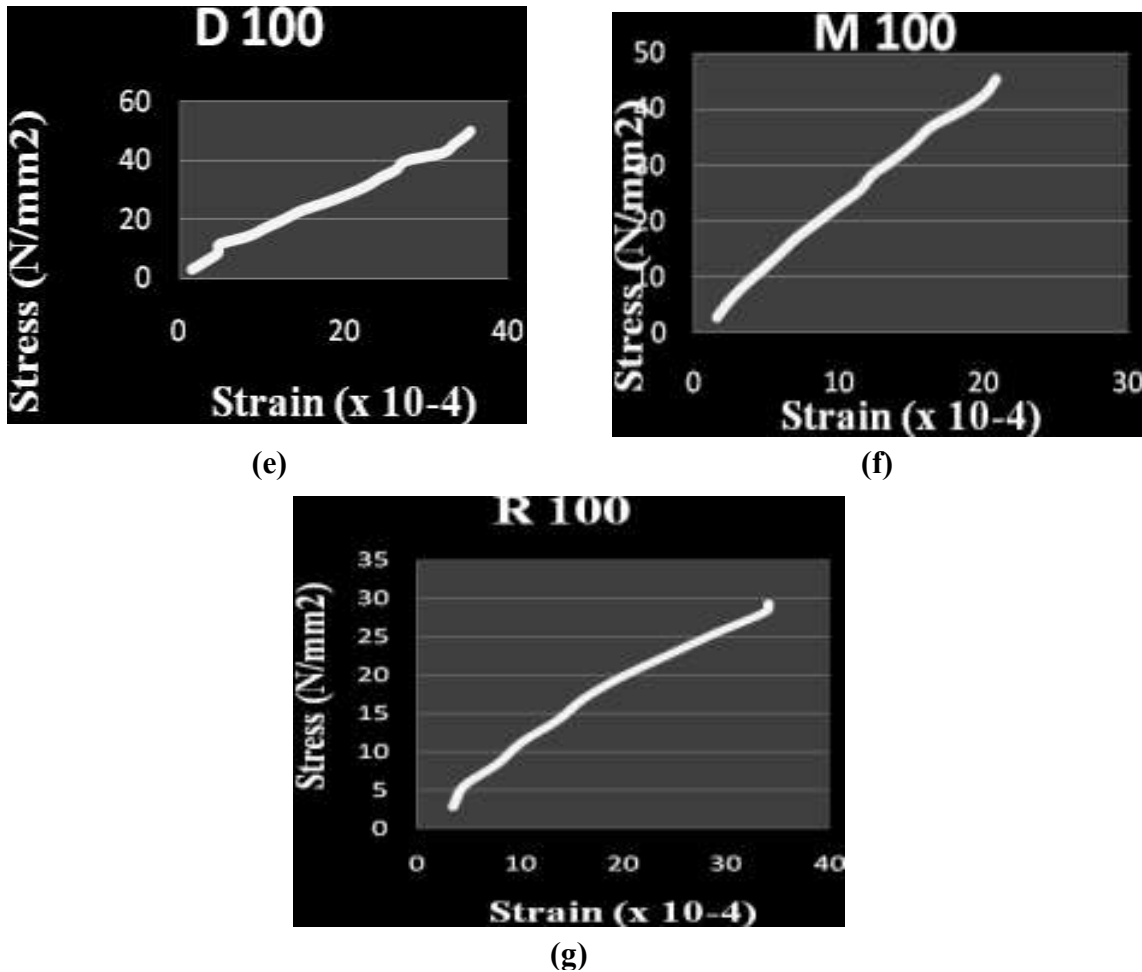 D 100
Stress (N/mm2)
60
40
20
0
0 20 40
Strain (x 10-4)
(e)
M 100
Stress (N/mm2)
50
40
30
20
10
0
0 10 20 30
Strain (x 10-4)
(f)
R 100
Stress (N/mm2)
35
30
25
20
15
10
5
0
0 10 20 30 40
Strain (x 10-4)
(g)